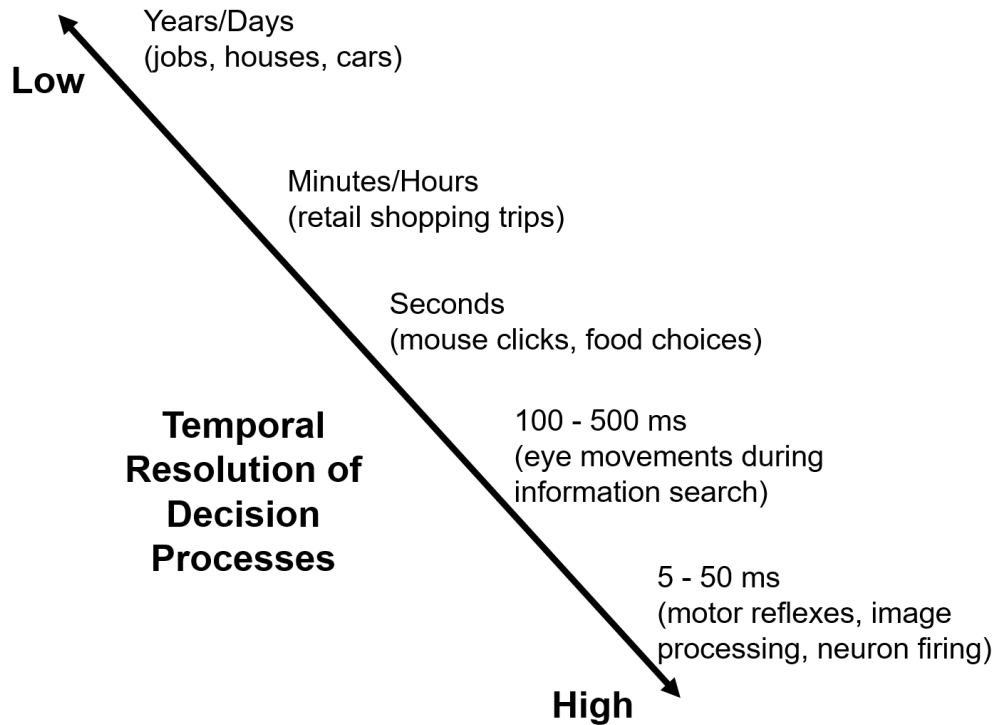 Years/Days
(jobs, houses, cars)
Low
Minutes/Hours
(retail shopping trips)
Seconds
(mouse clicks, food choices)
Temporal
Resolution of
Decision
Processes
100 - 500 ms
(eye movements during
information search)
5 - 50 ms
(motor reflexes, image
processing, neuron firing)
High